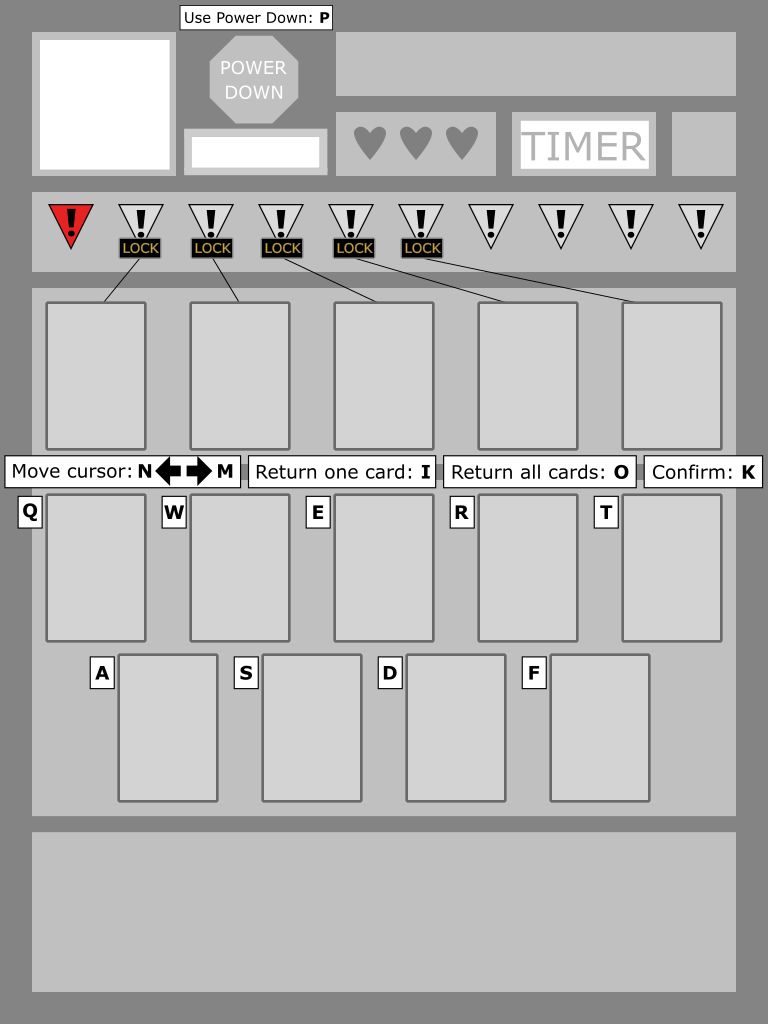 Use Power Down: P
POWER
DOWN
TIMER
! ! ! ! ! ! ! ! ! !
LOCK LOCK LOCK LOCK LOCK
Move cursor: N M Return one card: I Return all cards: O Confirm: K
Q W E R T
A S D F